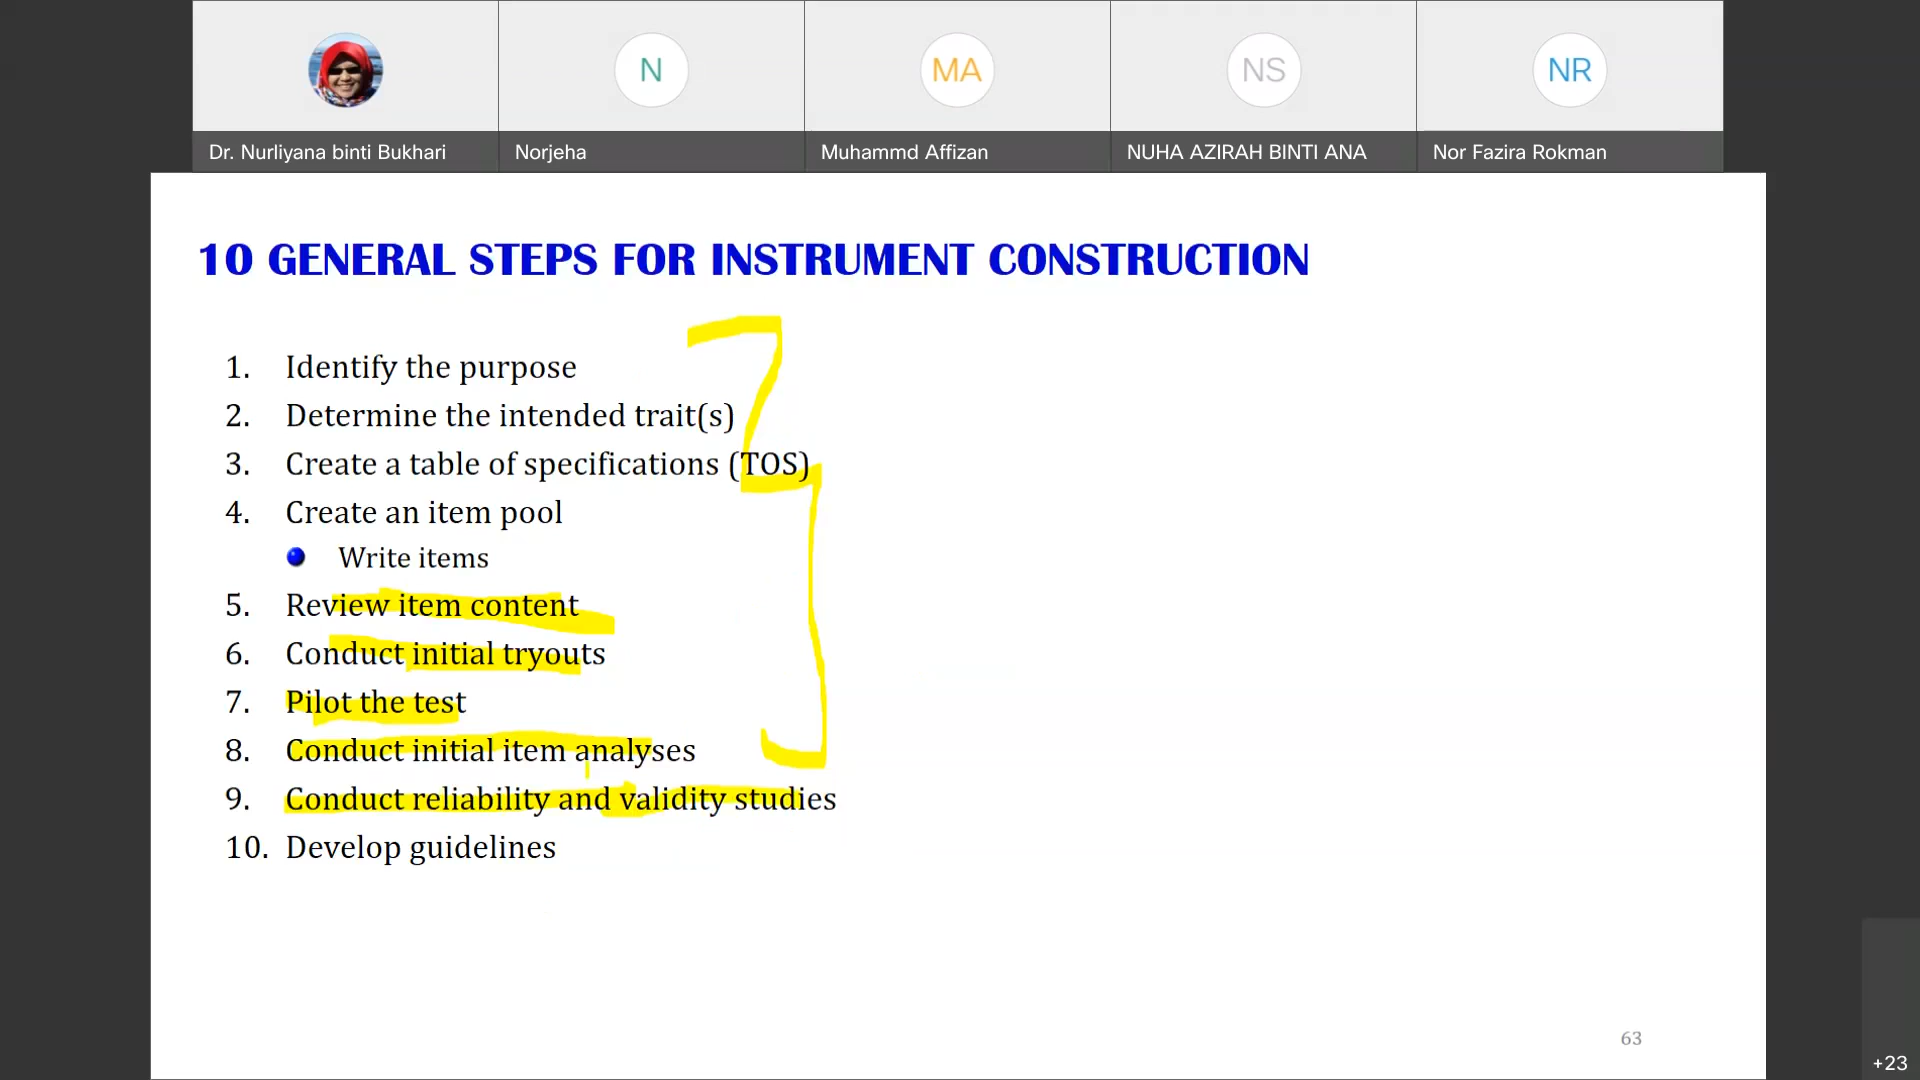 N
MA
NS
NR
Dr. Nurliyana binti Bukhari
Norjeha
Muhammd Affizan
NUHA AZIRAH BINTI ANA
Nor Fazira Rokman
10 GENERAL STEPS FOR INSTRUMENT CONSTRUCTION
1. Identify the purpose
2. Determine the intended trait(s)
3. Create a table of specifications (TOS)
4. Create an item pool
Write items
5. Review item content
6. Conduct initial tryouts
7. Pilot the test
8. Conduct initial item analyses
9. Conduct reliability and validity studies
10. Develop guidelines
63
+23